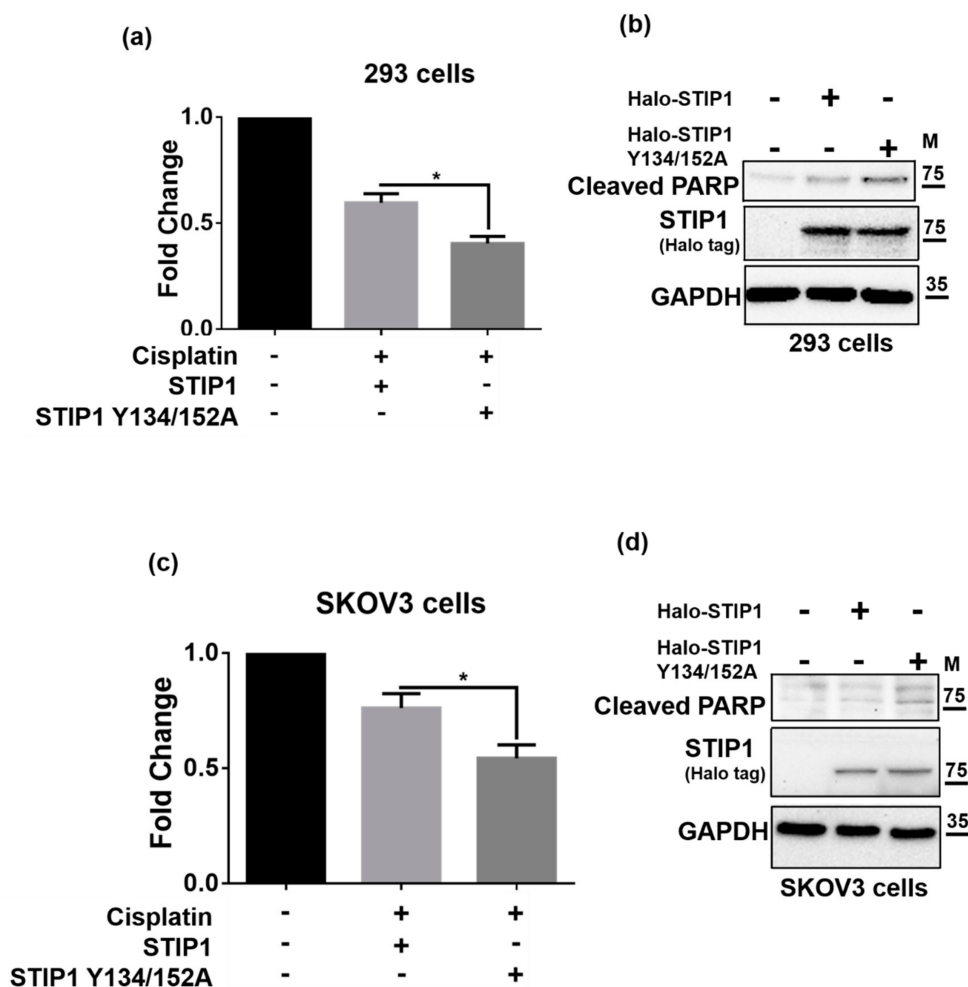 (a)
293 cells
Fold Change
1.0
0.5
0.0
*
Cisplatin - + +
STIP1 - + -
STIP1 Y134/152A - - +
(b)
Halo-STIP1 - + -
Halo-STIP1
Y134/152A - - + M
Cleaved PARP 75
STIP1 75
(Halo tag)
GAPDH 35
293 cells
(c)
SKOV3 cells
Fold Change
1.0
0.5
0.0
*
Cisplatin - + +
STIP1 - + -
STIP1 Y134/152A - - +
(d)
Halo-STIP1 - + -
Halo-STIP1
Y134/152A - - + M
Cleaved PARP 75
STIP1 75
(Halo tag)
GAPDH 35
SKOV3 cells